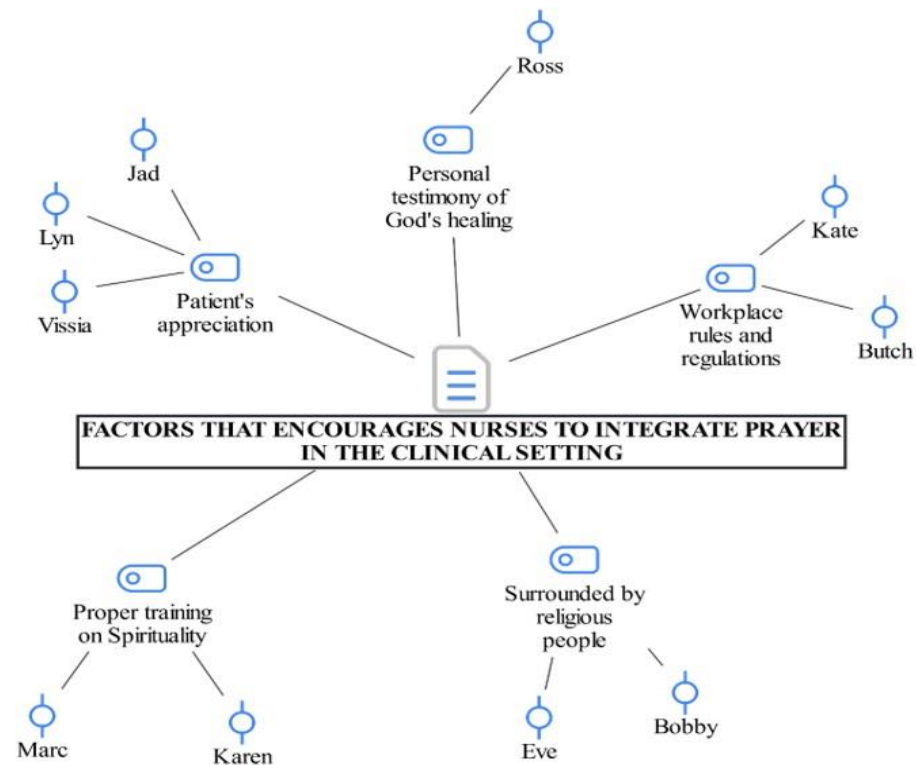 Ross
Jad
Personal
testimony of
God's healing
Lyn
Kate
Vissia
Patient's
appreciation
Workplace
rules and
regulations
Butch
FACTORS THAT ENCOURAGES NURSES TO INTEGRATE PRAYER
IN THE CLINICAL SETTING
Proper training
on Spirituality
Surrounded by
religious
people
Marc
Karen
Eve
Bobby